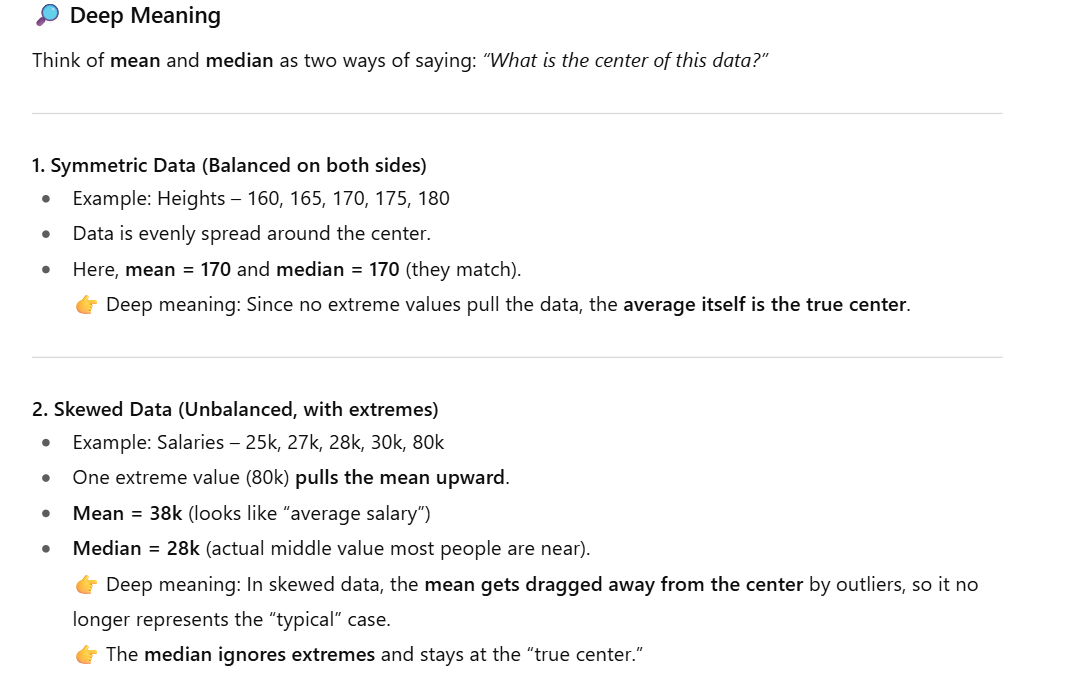 🔎 Deep Meaning
Think of mean and median as two ways of saying: “What is the center of this data?”
1. Symmetric Data (Balanced on both sides)
• Example: Heights – 160, 165, 170, 175, 180
• Data is evenly spread around the center.
• Here, mean = 170 and median = 170 (they match).
👉 Deep meaning: Since no extreme values pull the data, the average itself is the true center.
2. Skewed Data (Unbalanced, with extremes)
• Example: Salaries – 25k, 27k, 28k, 30k, 80k
• One extreme value (80k) pulls the mean upward.
• Mean = 38k (looks like “average salary”)
• Median = 28k (actual middle value most people are near).
👉 Deep meaning: In skewed data, the mean gets dragged away from the center by outliers, so it no
longer represents the “typical” case.
👉 The median ignores extremes and stays at the “true center.”